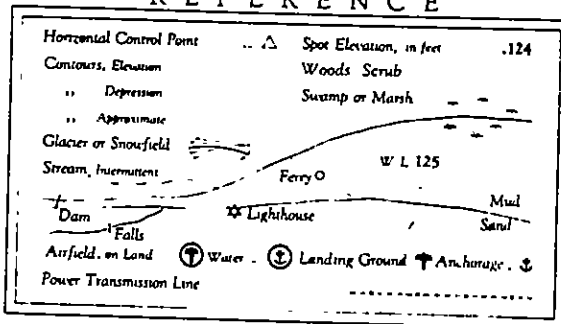 REFERENCE
Horizontal Control Point
Spot Elevation, in feet .124
Contours, Elevation
Woods Scrub
" Depression
Swamp or Marsh
" Approximate
Glacier or Snowfield
W L 125
Stream, Intermittent
Ferry
Mud
Dam
Lighthouse
Sand
Falls
Airfield, on Land Water Landing Ground Anchorage
Power Transmission Line